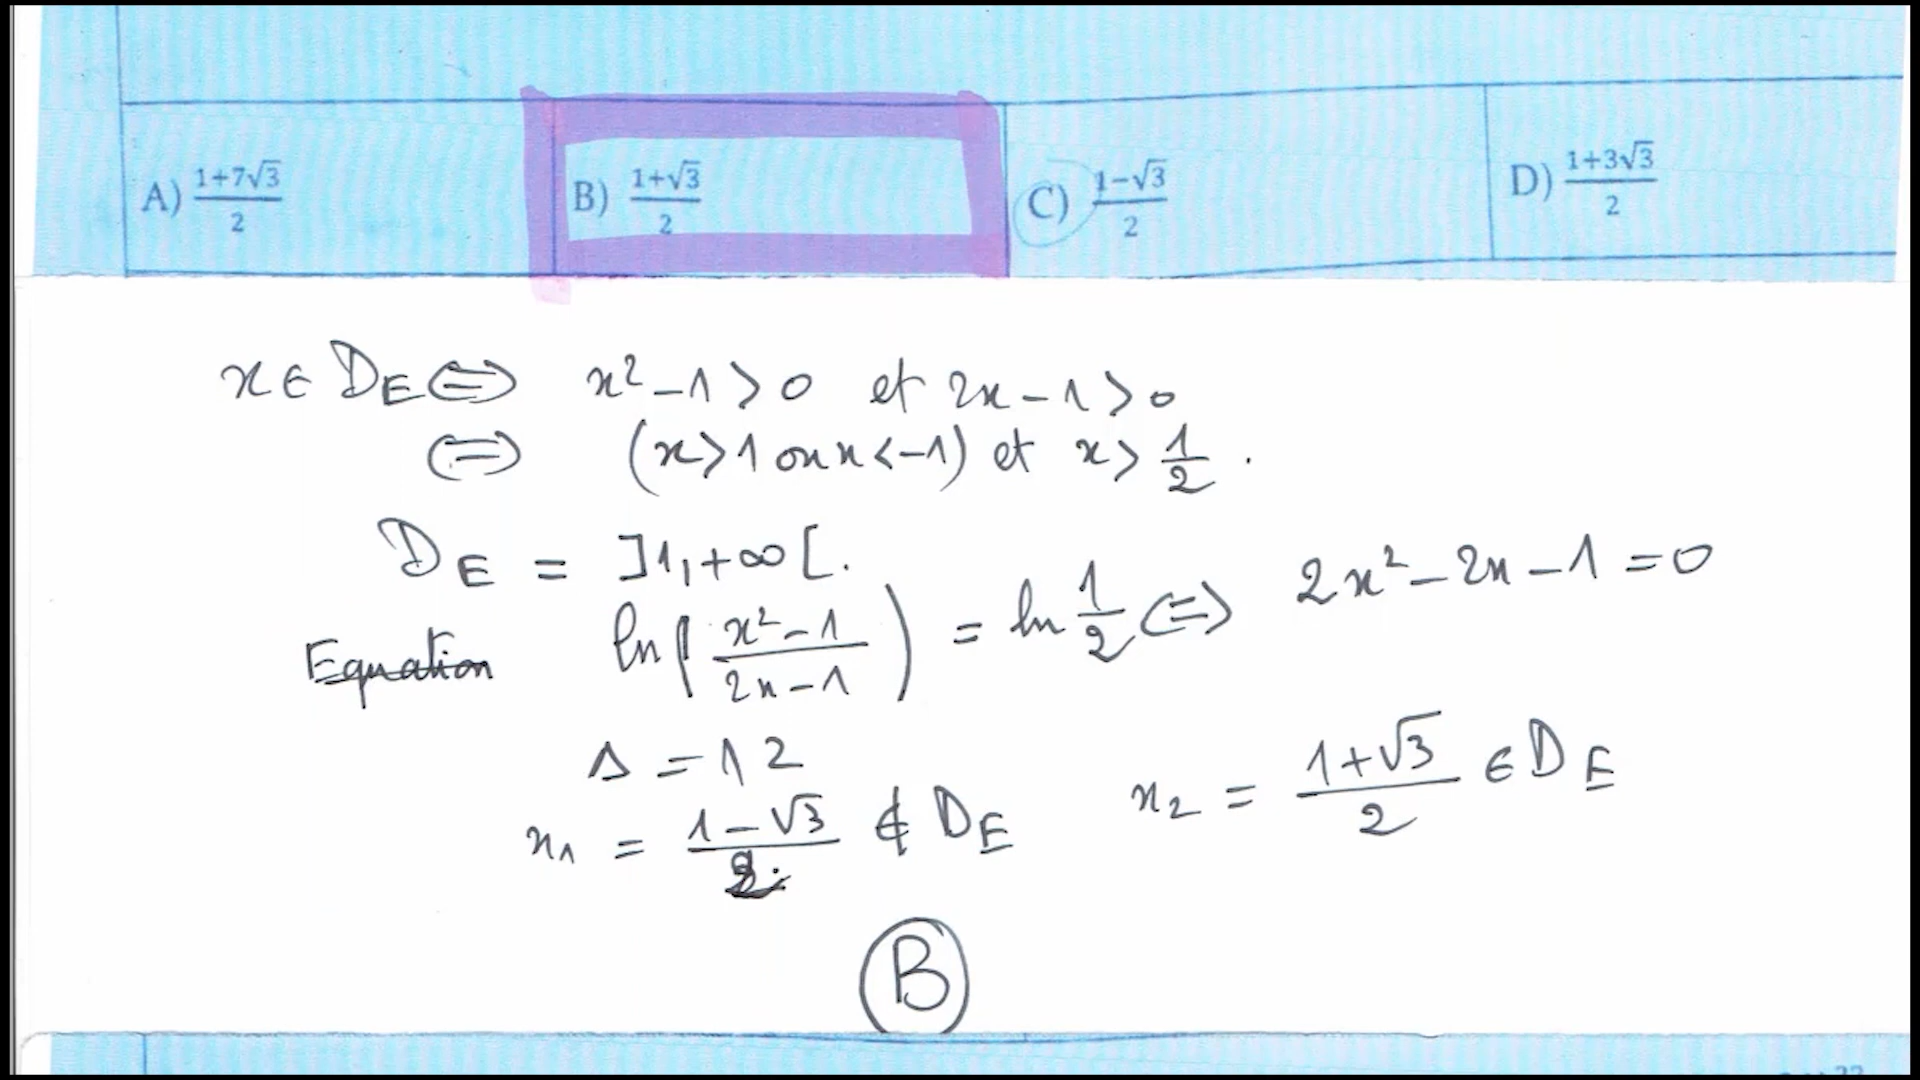 A) (1+7√3)/2 B) (1+√3)/2 C) (1−√3)/2 D) (1+3√3)/2
x ∈ D_E ⇔ x² − 1 > 0 et 2x − 1 > 0
⇔ (x > 1 ou x < −1) et x > 1/2 .
D_E = ]1, +∞ [.
Equation ln((x² − 1)/(2x − 1)) = ln 1/2 ⇔ 2x² − 2x − 1 = 0
Δ = 12
x₁ = (1 − √3)/2 ∉ D_E x₂ = (1 + √3)/2 ∈ D_E
B